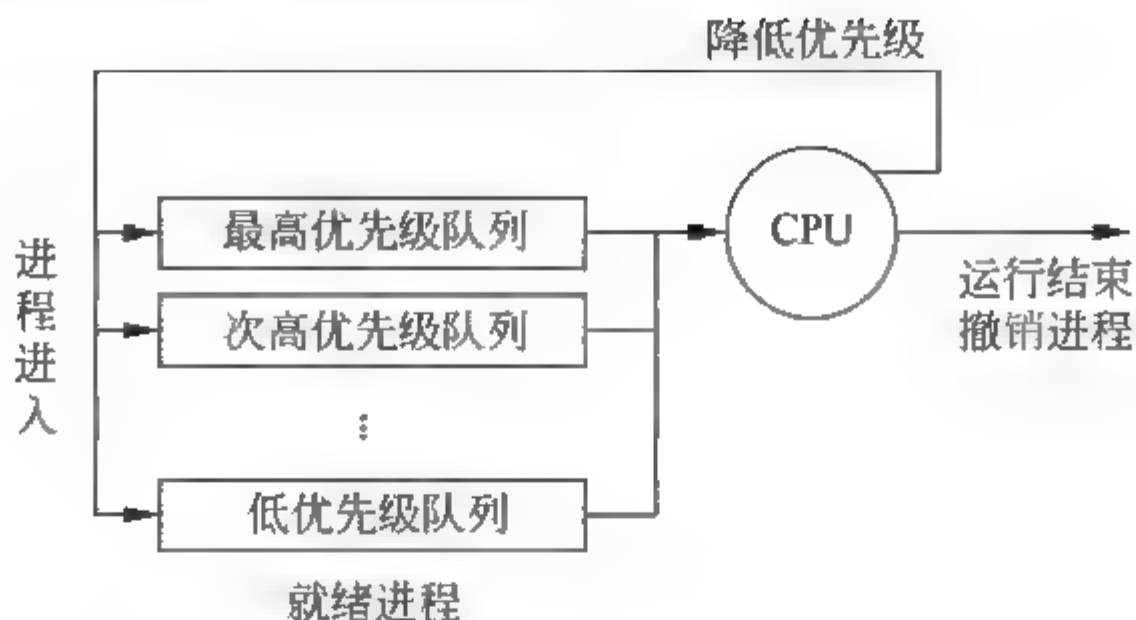 降低优先级
最高优先级队列
CPU
进程进入
次高优先级队列
运行结束
撤销进程
⋮
低优先级队列
就绪进程